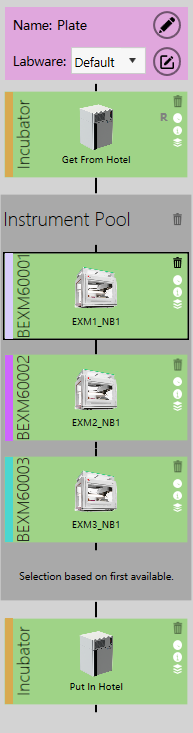 Name: Plate
Labware: Default
Incubator
R
Get From Hotel
Instrument Pool
BEXM60001
EXM1_NB1
BEXM60002
EXM2_NB1
BEXM60003
EXM3_NB1
Selection based on first available.
Incubator
Put In Hotel